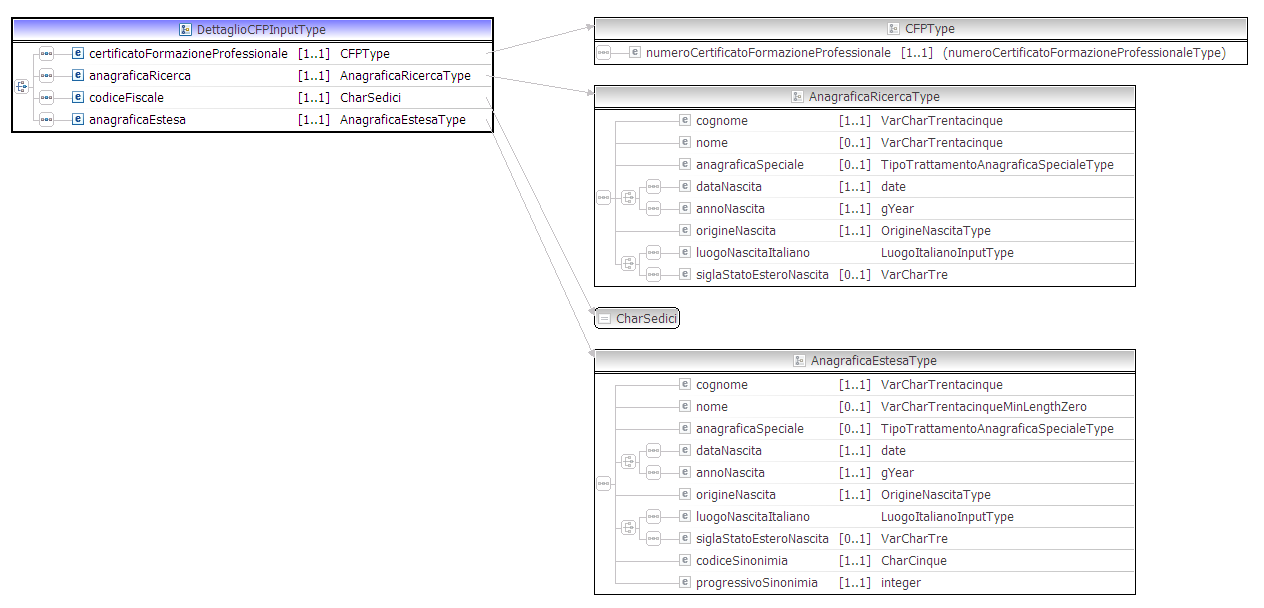 DettaglioCFPInputType
e certificatoFormazioneProfessionale [1..1] CFPType
e anagraficaRicerca [1..1] AnagraficaRicercaType
e codiceFiscale [1..1] CharSedici
e anagraficaEstesa [1..1] AnagraficaEstesaType
CFPType
e numeroCertificatoFormazioneProfessionale [1..1] (numeroCertificatoFormazioneProfessionaleType)
AnagraficaRicercaType
e cognome [1..1] VarCharTrentacinque
e nome [0..1] VarCharTrentacinque
e anagraficaSpeciale [0..1] TipoTrattamentoAnagraficaSpecialeType
e dataNascita [1..1] date
e annoNascita [1..1] gYear
e origineNascita [1..1] OrigineNascitaType
e luogoNascitaItaliano LuogoItalianoInputType
e siglaStatoEsteroNascita [0..1] VarCharTre
CharSedici
AnagraficaEstesaType
e cognome [1..1] VarCharTrentacinque
e nome [0..1] VarCharTrentacinqueMinLengthZero
e anagraficaSpeciale [0..1] TipoTrattamentoAnagraficaSpecialeType
e dataNascita [1..1] date
e annoNascita [1..1] gYear
e origineNascita [1..1] OrigineNascitaType
e luogoNascitaItaliano LuogoItalianoInputType
e siglaStatoEsteroNascita [0..1] VarCharTre
e codiceSinonimia [1..1] CharCinque
e progressivoSinonimia [1..1] integer